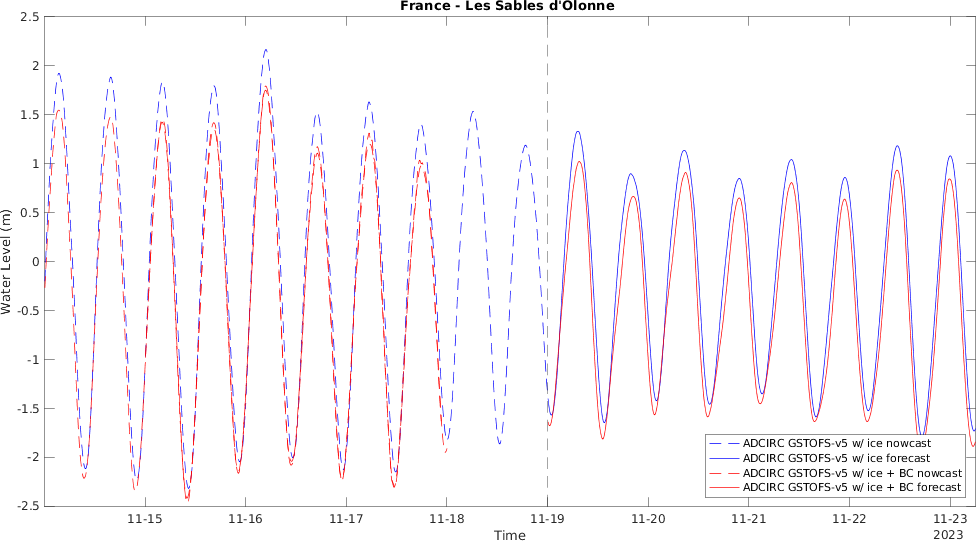 France - Les Sables d'Olonne
2.5
2
1.5
1
0.5
0
-0.5
-1
-1.5
-2
-2.5
Water Level (m)
ADCIRC GSTOFS-v5 w/ ice nowcast
ADCIRC GSTOFS-v5 w/ ice forecast
ADCIRC GSTOFS-v5 w/ ice + BC nowcast
ADCIRC GSTOFS-v5 w/ ice + BC forecast
11-15 11-16 11-17 11-18 11-19 11-20 11-21 11-22 11-23
2023
Time